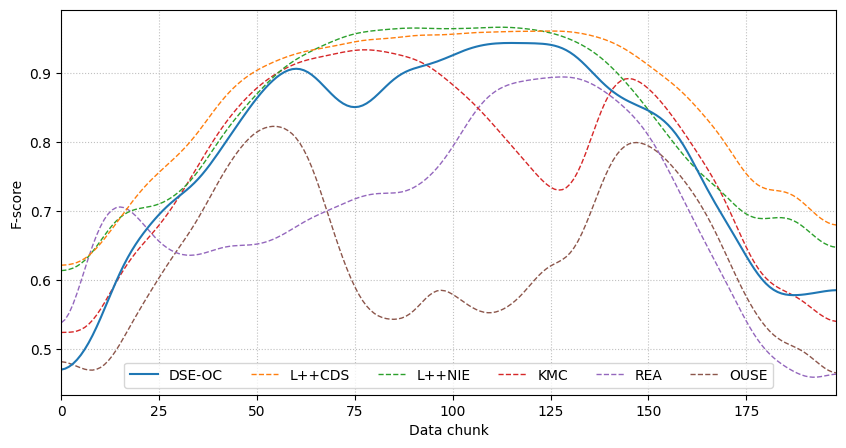 F-score
0.9
0.8
0.7
0.6
0.5
DSE-OC L++CDS L++NIE KMC REA OUSE
0 25 50 75 100 125 150 175
Data chunk